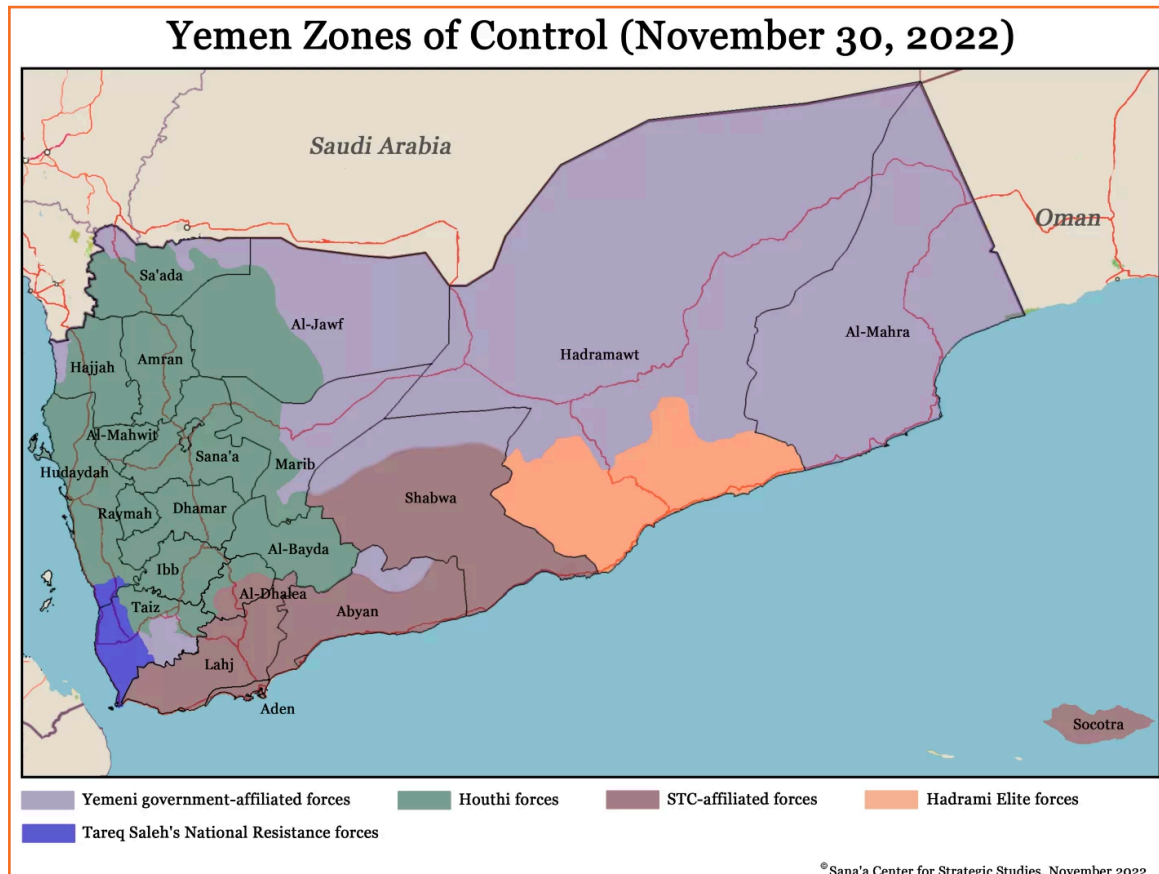 Yemen Zones of Control (November 30, 2022)
Saudi Arabia
Oman
Sa'ada
Al-Jawf
Al-Mahra
Hadramawt
Hajjah
Amran
Al-Mahwit
Sana'a
Marib
Hudaydah
Shabwa
Raymah
Dhamar
Al-Bayda
Ibb
Al-Dhalea
Taiz
Abyan
Lahj
Aden
Socotra
Yemeni government-affiliated forces
Houthi forces
STC-affiliated forces
Hadrami Elite forces
Tareq Saleh's National Resistance forces
© Sana'a Center for Strategic Studies, November 2022